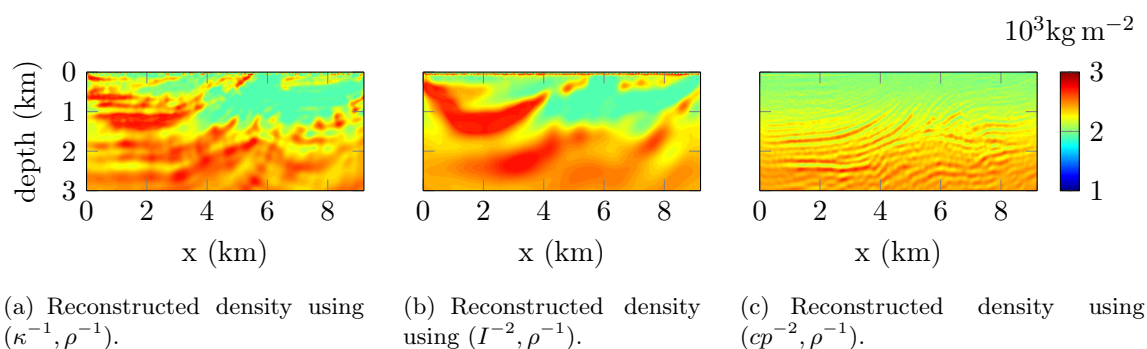 10³kg m⁻²
0
1
2
3
depth (km)
0 2 4 6 8
x (km)
0 2 4 6 8
x (km)
0 2 4 6 8
x (km)
3
2
1
(a) Reconstructed density using
(κ⁻¹, ρ⁻¹).
(b) Reconstructed density
using (I⁻², ρ⁻¹).
(c) Reconstructed density using
(cp⁻², ρ⁻¹).